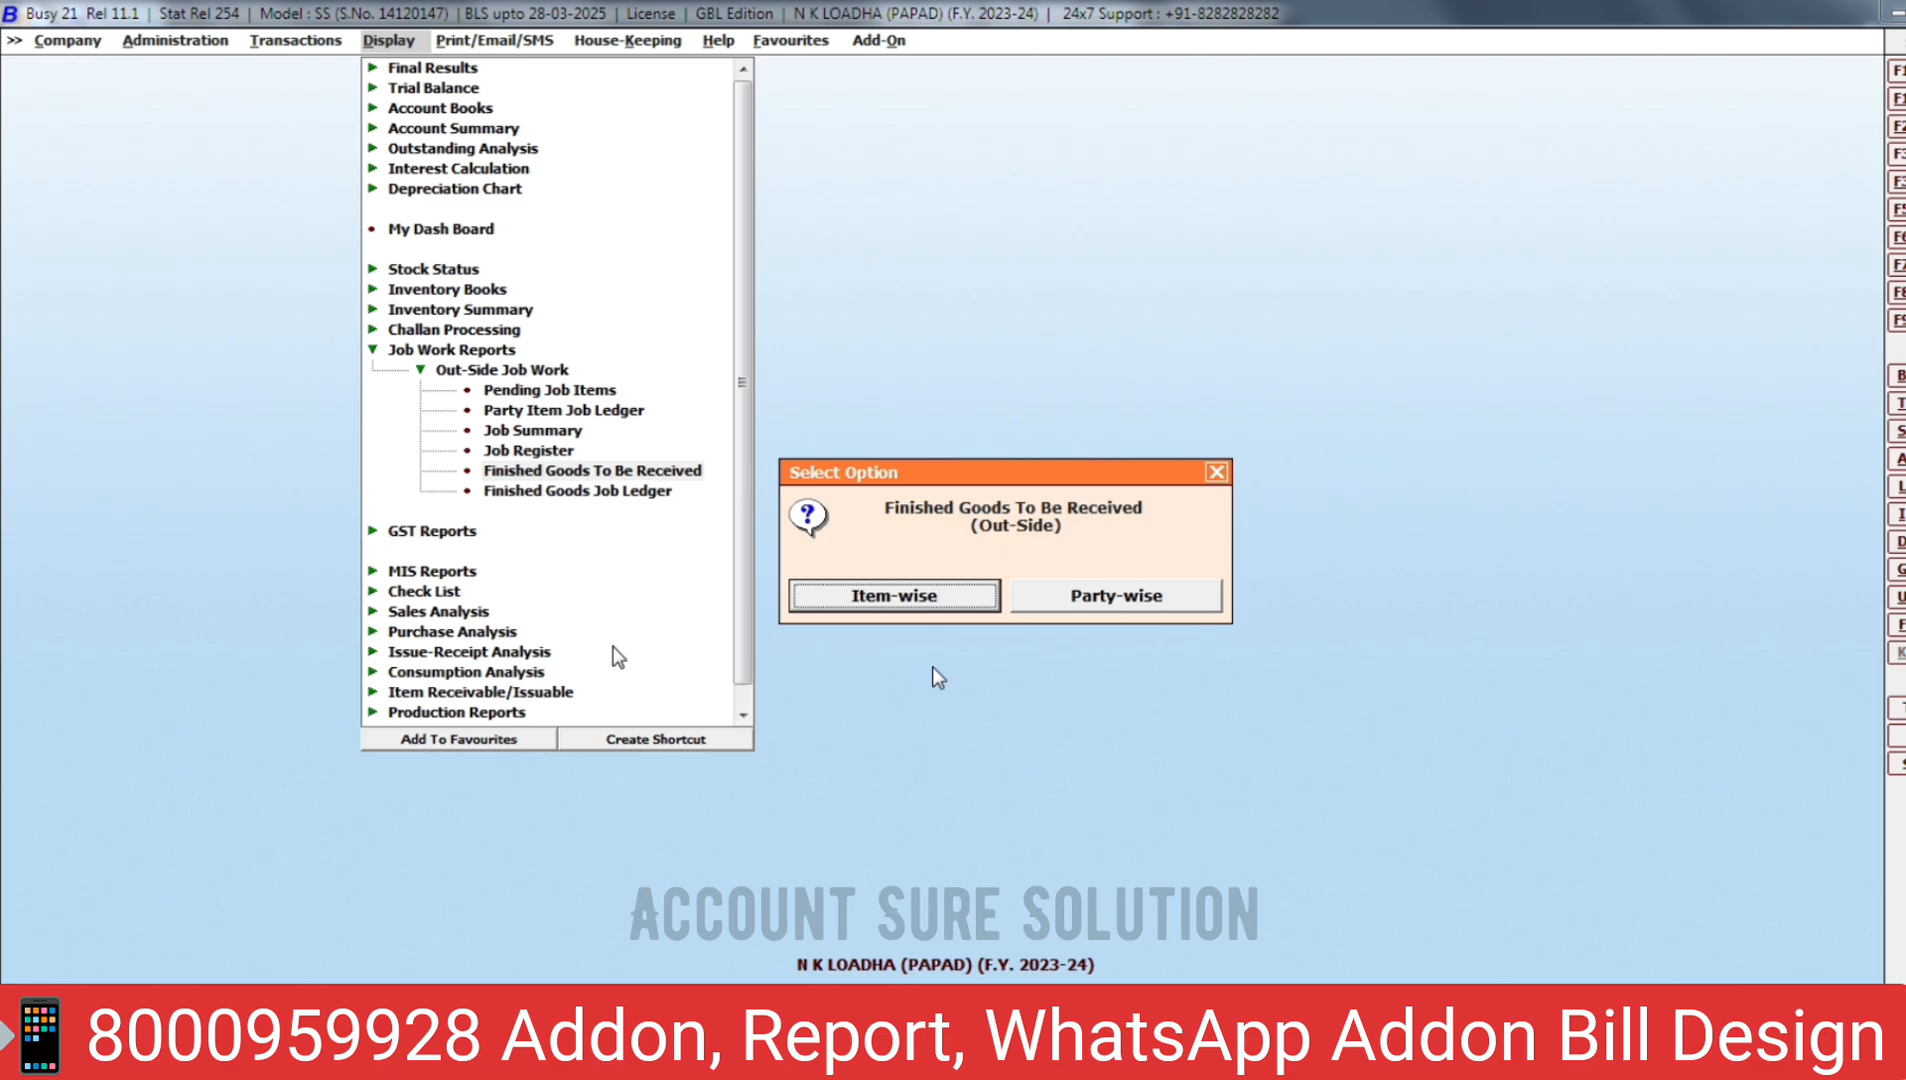 Busy 21 Rel 11.1 | Stat Rel 254 | Model : SS (S.No. 14120147) | BLS upto 28-03-2025 | License | GBL Edition | N K LOADHA (PAPAD) (F.Y. 2023-24) | 24x7 Support : +91-8282828282
>> Company Administration Transactions Display Print/Email/SMS House-Keeping Help Favourites Add-On
Final Results
Trial Balance
Account Books
Account Summary
Outstanding Analysis
Interest Calculation
Depreciation Chart
My Dash Board
Stock Status
Inventory Books
Inventory Summary
Challan Processing
Job Work Reports
Out-Side Job Work
Pending Job Items
Party Item Job Ledger
Job Summary
Job Register
Finished Goods To Be Received
Finished Goods Job Ledger
GST Reports
MIS Reports
Check List
Sales Analysis
Purchase Analysis
Issue-Receipt Analysis
Consumption Analysis
Item Receivable/Issuable
Production Reports
Add To Favourites Create Shortcut
Select Option
Finished Goods To Be Received
(Out-Side)
Item-wise Party-wise
ACCOUNT SURE SOLUTION
N K LOADHA (PAPAD) (F.Y. 2023-24)
8000959928 Addon, Report, WhatsApp Addon Bill Design